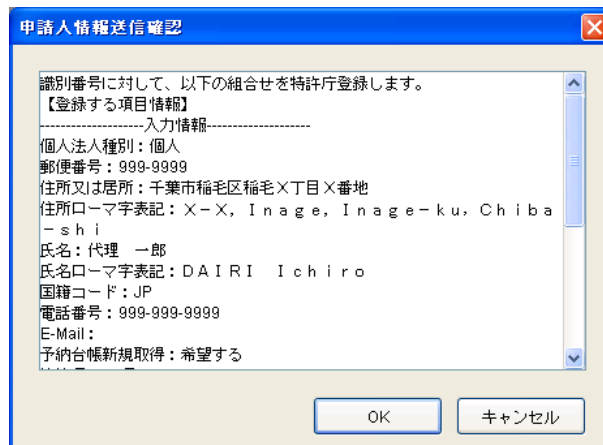 申請人情報送信確認
識別番号に対して、以下の組合せを特許庁登録します。
【登録する項目情報】
-------------------入力情報-------------------
個人法人種別：個人
郵便番号：999-9999
住所又は居所：千葉市稲毛区稲毛×丁目×番地
住所ローマ字表記：Ｘ－Ｘ，Ｉｎａｇｅ，Ｉｎａｇｅ－ｋｕ，Ｃｈｉｂａ
－ｓｈｉ
氏名：代理　一郎
氏名ローマ字表記：ＤＡＩＲＩ　Ｉｃｈｉｒｏ
国籍コード：JP
電話番号：999-999-9999
E-Mail：
予納台帳新規取得：希望する
OK
キャンセル